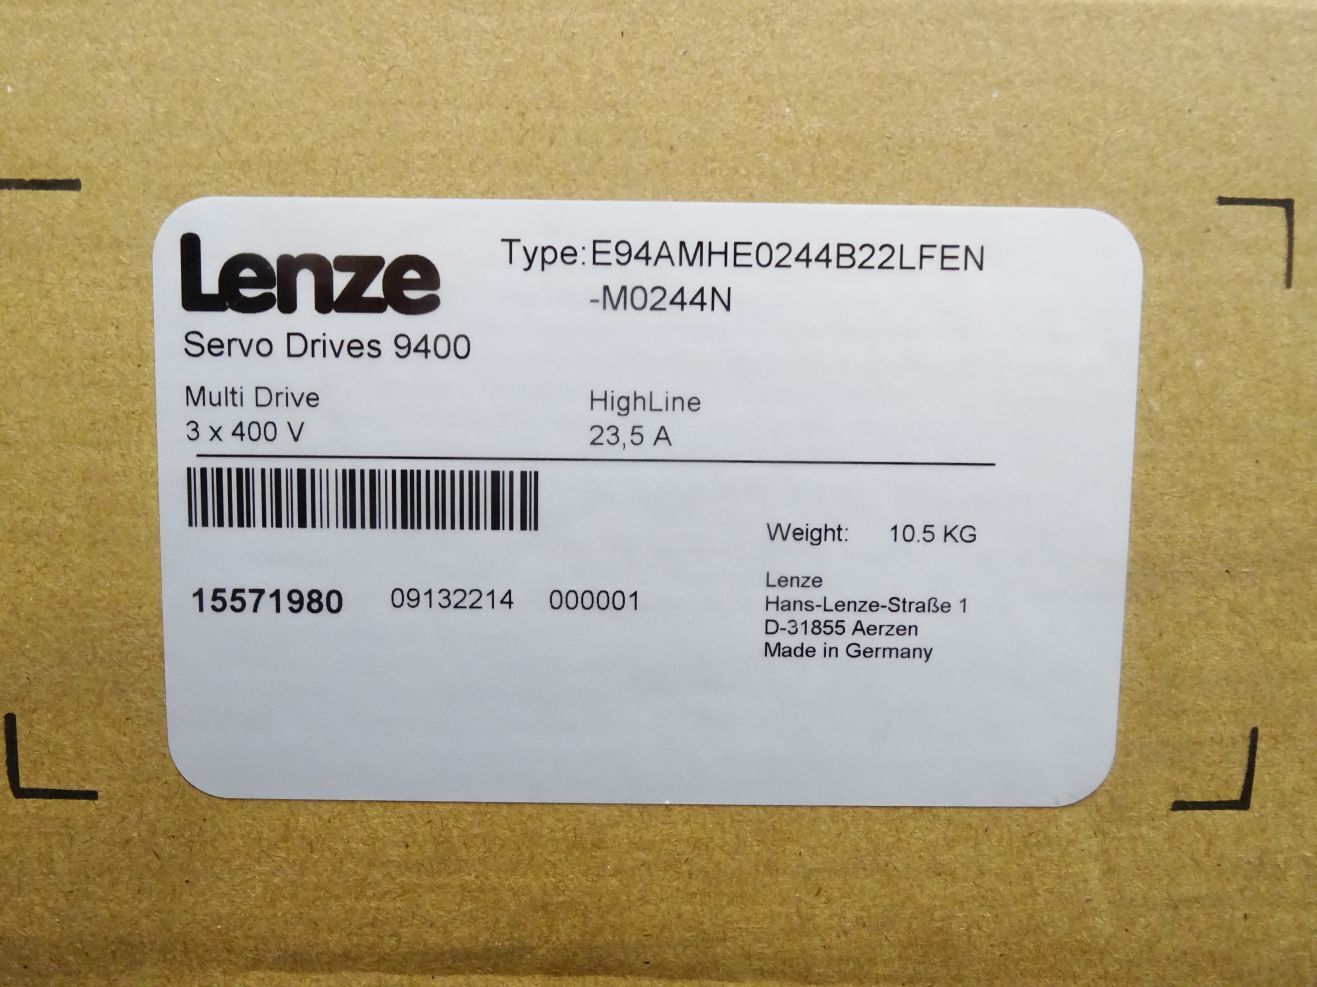 Lenze
Type:E94AMHE0244B22LFEN
-M0244N
Servo Drives 9400
Multi Drive HighLine
3 x 400 V 23,5 A
Weight: 10.5 KG
15571980 09132214 000001
Lenze
Hans-Lenze-Straße 1
D-31855 Aerzen
Made in Germany